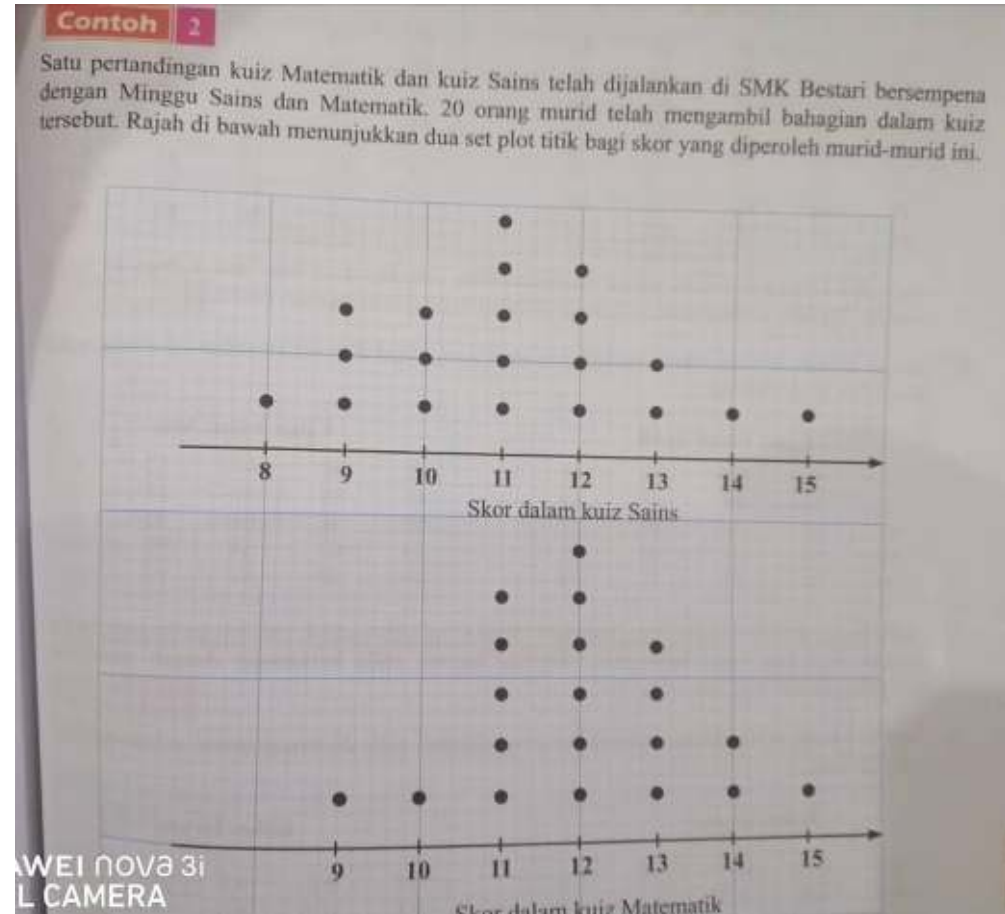 Contoh 2
Satu pertandingan kuiz Matematik dan kuiz Sains telah dijalankan di SMK Bestari bersempena
dengan Minggu Sains dan Matematik. 20 orang murid telah mengambil bahagian dalam kuiz
tersebut. Rajah di bawah menunjukkan dua set plot titik bagi skor yang diperoleh murid-murid ini.
8 9 10 11 12 13 14 15
Skor dalam kuiz Sains
9 10 11 12 13 14 15
Skor dalam kuiz Matematik
AWEI nova 3i
L CAMERA